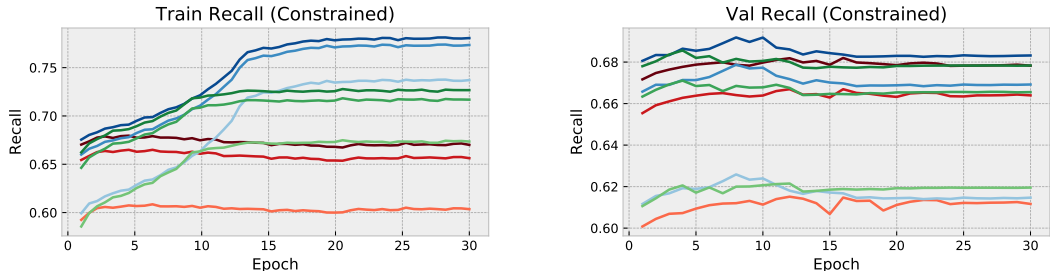 Train Recall (Constrained)
Recall
0.75
0.70
0.65
0.60
0 5 10 15 20 25 30
Epoch
Val Recall (Constrained)
Recall
0.68
0.66
0.64
0.62
0.60
0 5 10 15 20 25 30
Epoch